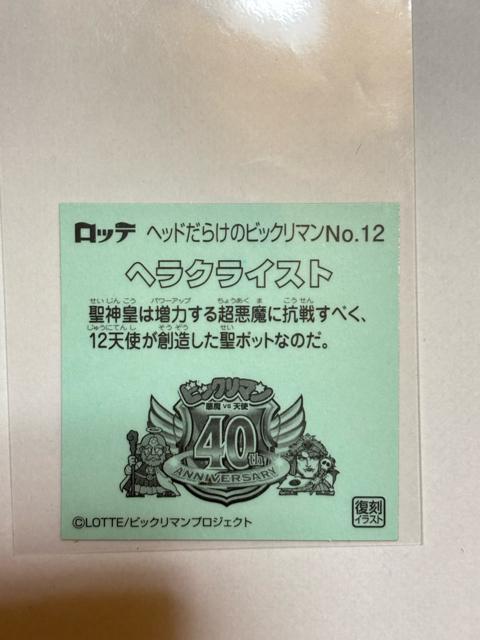 ロッテ ヘッドだらけのビックリマンNo.12
ヘラクライスト
せいじんこう パワーアップ ちょうあくま こうせん
聖神皇は増力する超悪魔に抗戦すべく、
じゅうにてんし そうぞう せい
12天使が創造した聖ボットなのだ。
ビックリマン
悪魔 VS 天使
40th
ANNIVERSARY
©LOTTE/ビックリマンプロジェクト
復刻
イラスト